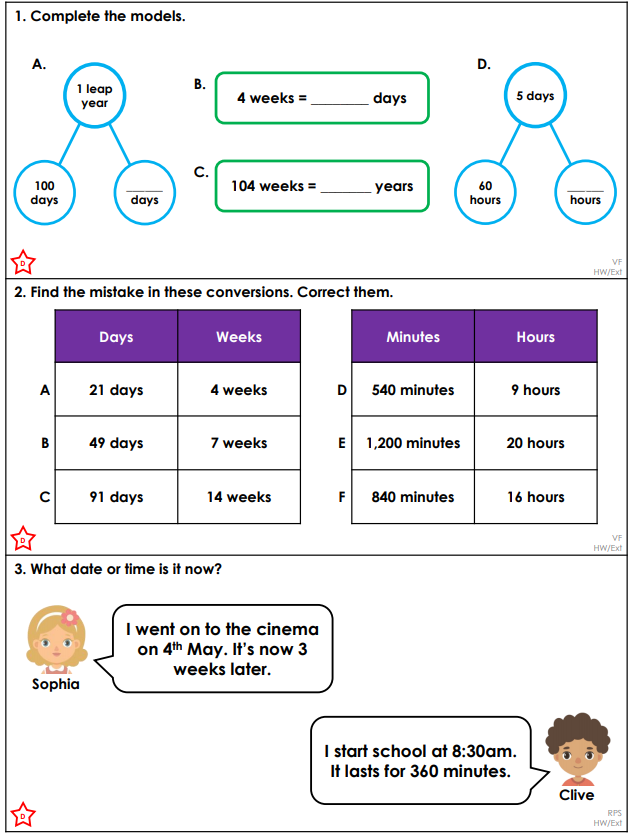 1. Complete the models.
A.
1 leap
year
100
days
______
days
B.
4 weeks = ________ days
C.
104 weeks = _______ years
D.
5 days
60
hours
______
hours
D
VF
HW/Ext
2. Find the mistake in these conversions. Correct them.
Days Weeks
A 21 days 4 weeks
B 49 days 7 weeks
C 91 days 14 weeks
Minutes Hours
D 540 minutes 9 hours
E 1,200 minutes 20 hours
F 840 minutes 16 hours
D
VF
HW/Ext
3. What date or time is it now?
I went on to the cinema
on 4th May. It’s now 3
weeks later.
Sophia
I start school at 8:30am.
It lasts for 360 minutes.
Clive
D
RPS
HW/Ext